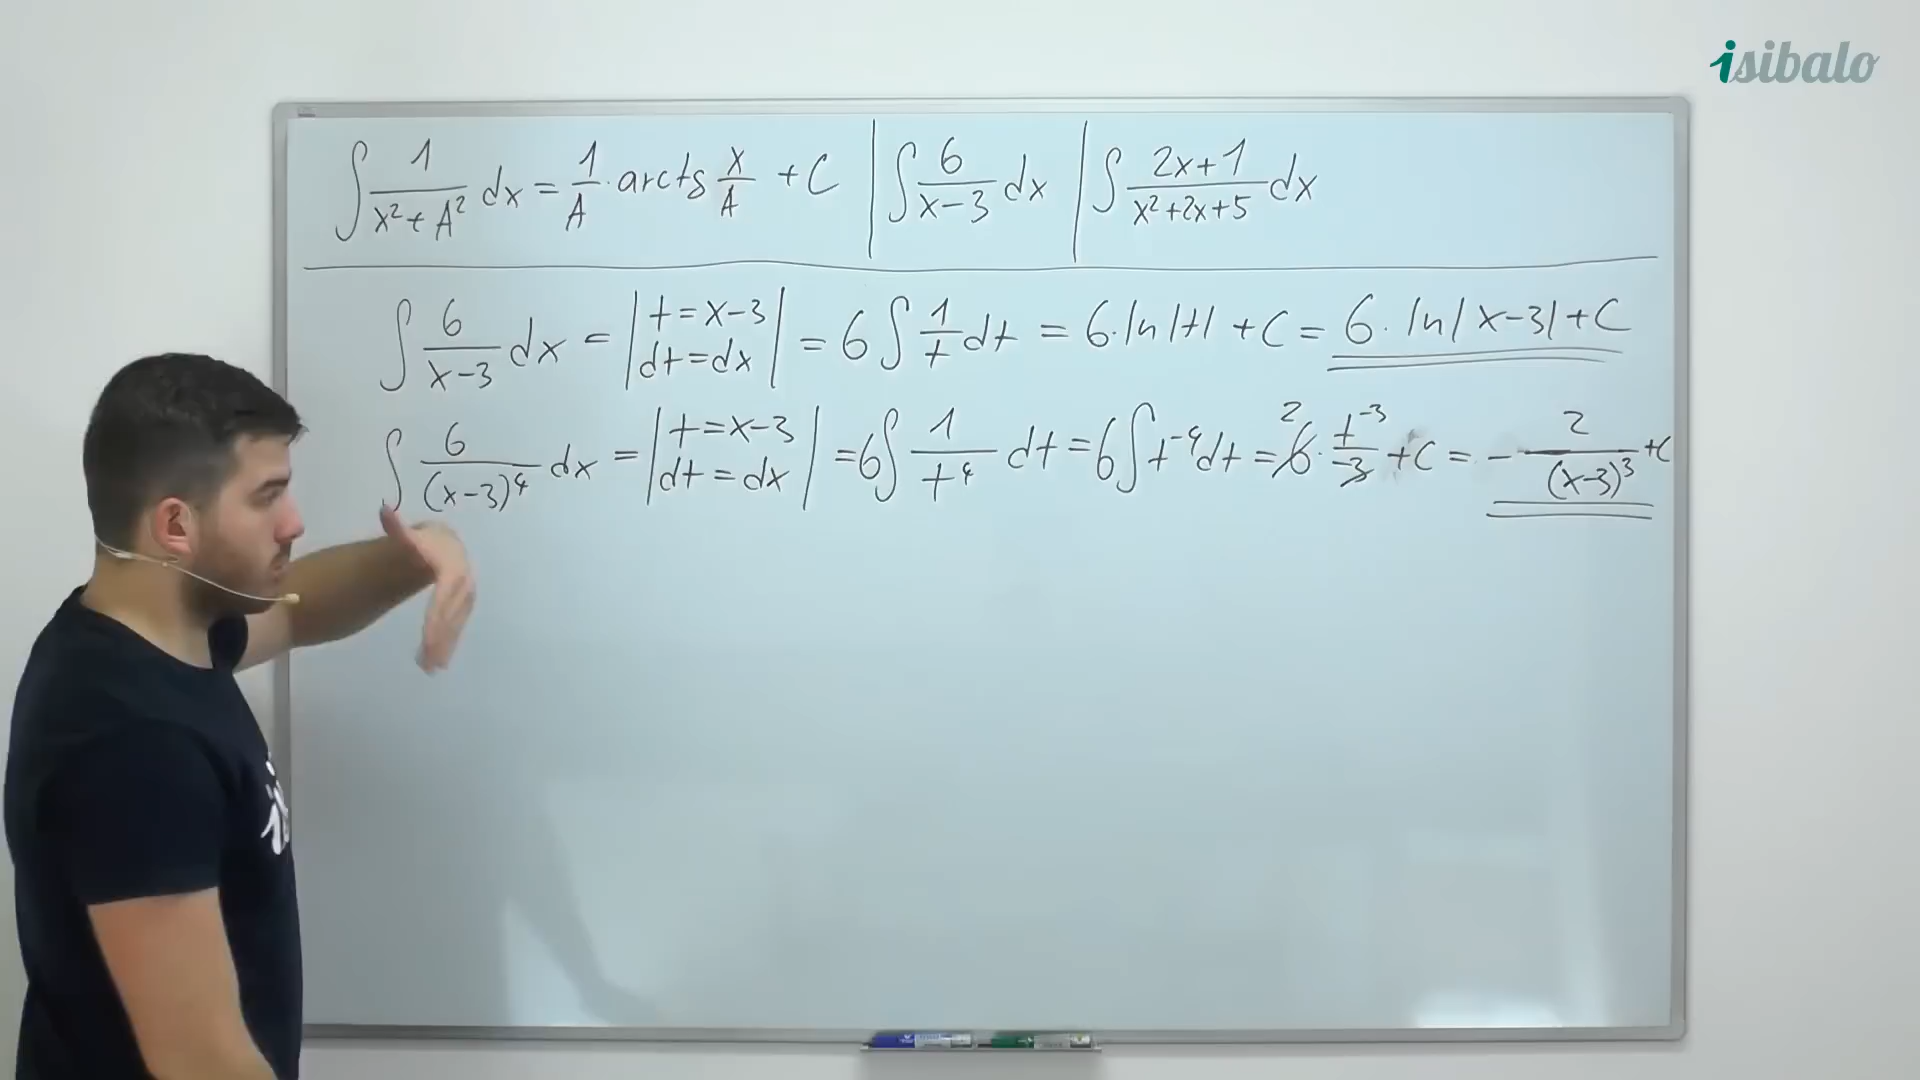 isibalo
∫ 1/(x²+A²) dx = 1/A · arctg x/A + C | ∫ 6/(x-3) dx | ∫ (2x+1)/(x²+2x+5) dx
∫ 6/(x-3) dx = | t=x-3 dt=dx | = 6 ∫ 1/t dt = 6·ln|t| + C = 6·ln|x-3|+C
∫ 6/(x-3)⁴ dx = | t=x-3 dt=dx | = 6∫ 1/t⁴ dt = 6∫t⁻⁴dt = 2 6· t⁻³/-3 + C = - 2/(x-3)³ +C